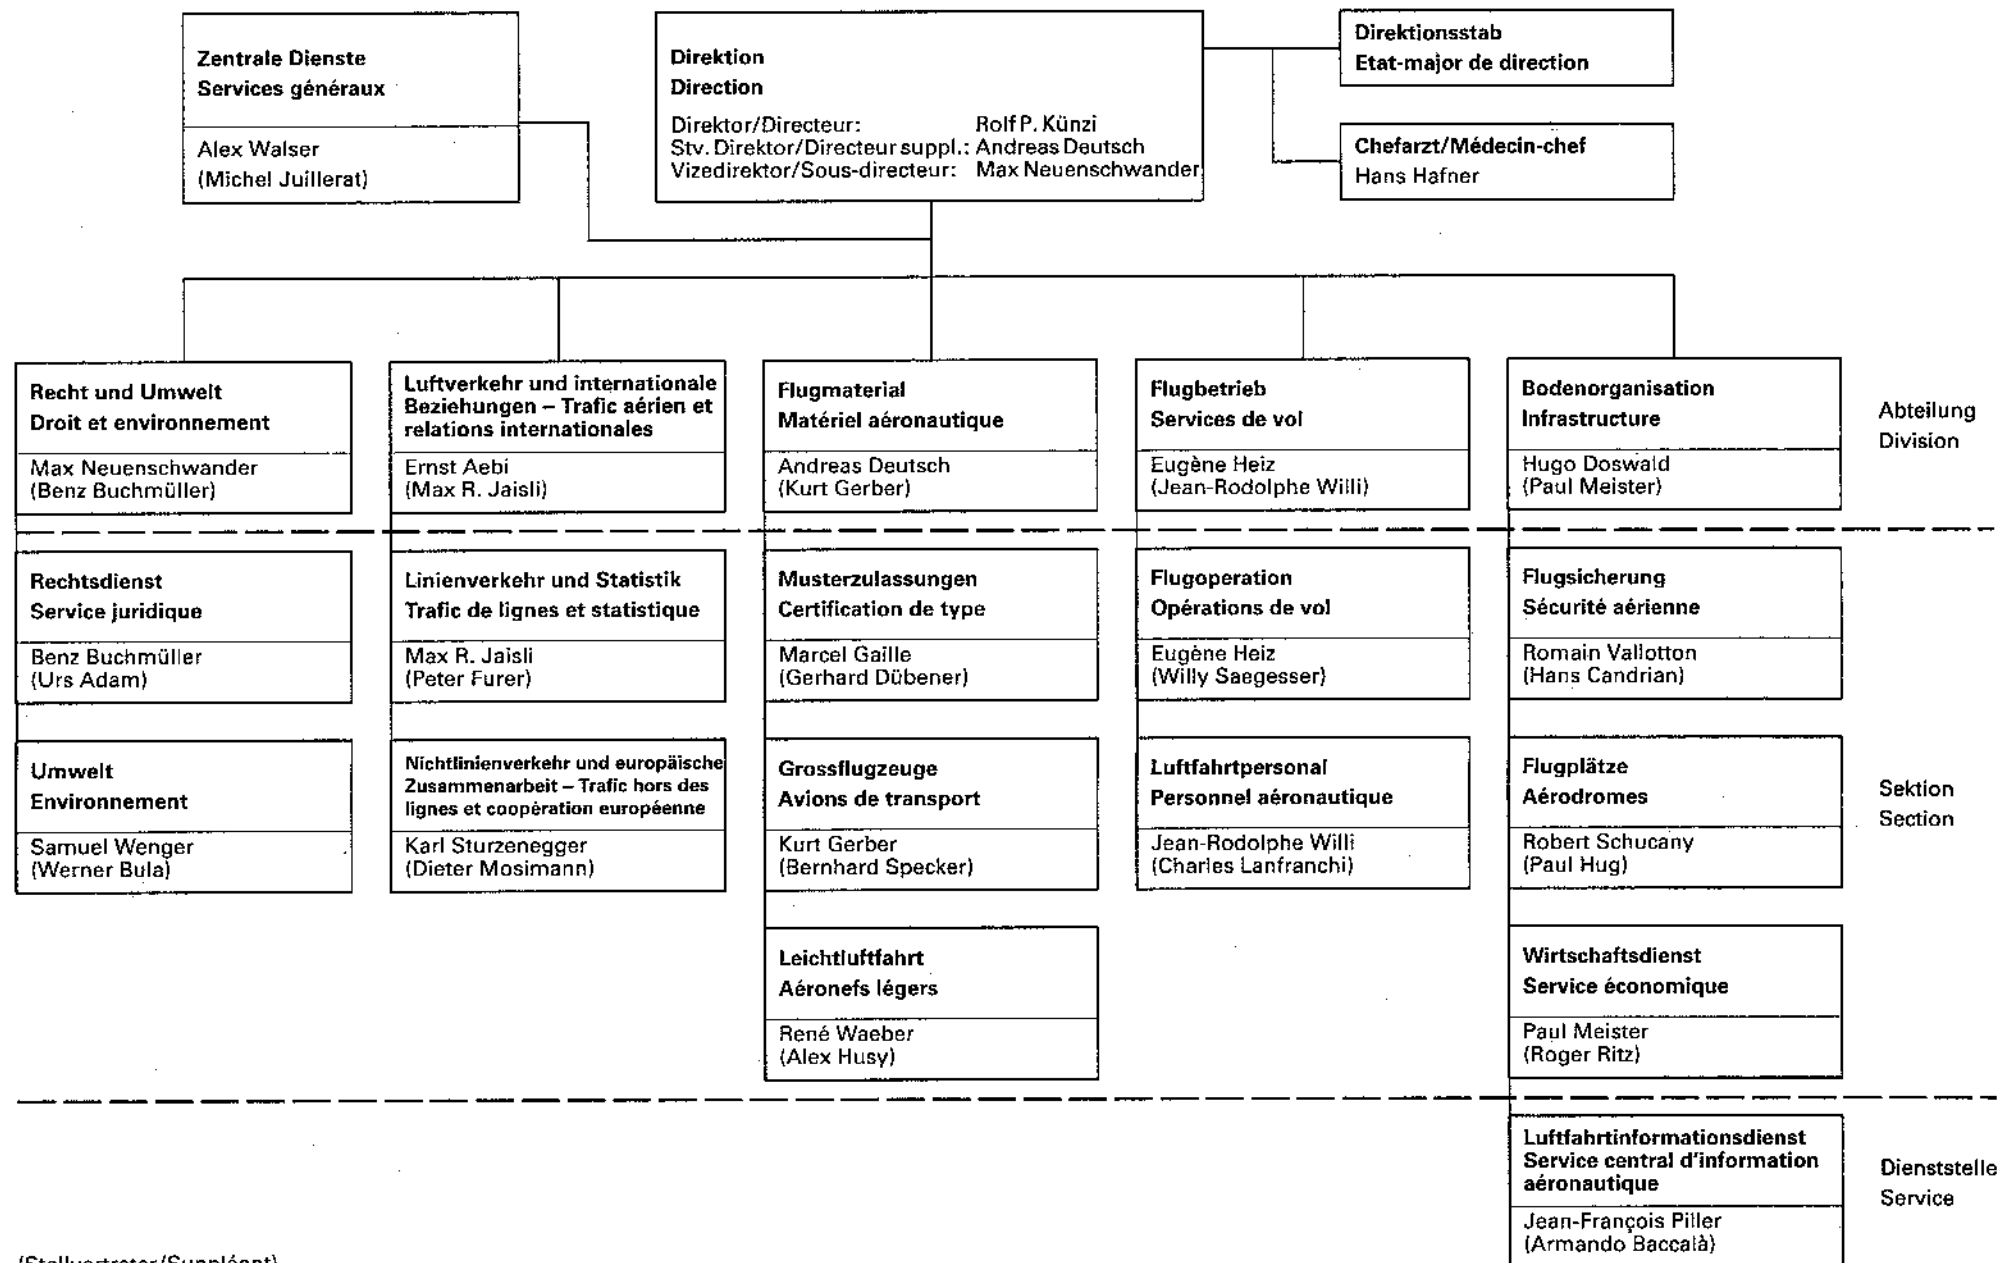 Zentrale Dienste
Services généraux
Alex Walser
(Michel Juillerat)
Direktion
Direction
Direktor/Directeur: Rolf P. Künzi
Stv. Direktor/Directeur suppl.: Andreas Deutsch
Vizedirektor/Sous-directeur: Max Neuenschwander
Direktionsstab
Etat-major de direction
Chefarzt/Médecin-chef
Hans Hafner
Recht und Umwelt
Droit et environnement
Max Neuenschwander
(Benz Buchmüller)
Luftverkehr und internationale
Beziehungen – Trafic aérien et
relations internationales
Ernst Aebi
(Max R. Jaisli)
Flugmaterial
Matériel aéronautique
Andreas Deutsch
(Kurt Gerber)
Flugbetrieb
Services de vol
Eugène Heiz
(Jean-Rodolphe Willi)
Bodenorganisation
Infrastructure
Hugo Doswald
(Paul Meister)
Abteilung
Division
Rechtsdienst
Service juridique
Benz Buchmüller
(Urs Adam)
Linienverkehr und Statistik
Trafic de lignes et statistique
Max R. Jaisli
(Peter Furer)
Musterzulassungen
Certification de type
Marcel Gaille
(Gerhard Dübener)
Flugoperation
Opérations de vol
Eugène Heiz
(Willy Saegesser)
Flugsicherung
Sécurité aérienne
Romain Vallotton
(Hans Candrian)
Umwelt
Environnement
Samuel Wenger
(Werner Bula)
Nichtlinienverkehr und europäische
Zusammenarbeit – Trafic hors des
lignes et coopération européenne
Karl Sturzenegger
(Dieter Mosimann)
Grossflugzeuge
Avions de transport
Kurt Gerber
(Bernhard Specker)
Luftfahrtpersonal
Personnel aéronautique
Jean-Rodolphe Willi
(Charles Lanfranchi)
Flugplätze
Aérodromes
Robert Schucany
(Paul Hug)
Sektion
Section
Leichtluftfahrt
Aéronefs légers
René Waeber
(Alex Husy)
Wirtschaftsdienst
Service économique
Paul Meister
(Roger Ritz)
Luftfahrtinformationsdienst
Service central d'information
aéronautique
Jean-François Piller
(Armando Baccalà)
Dienststelle
Service
(Stellvertreter/Suppléant)